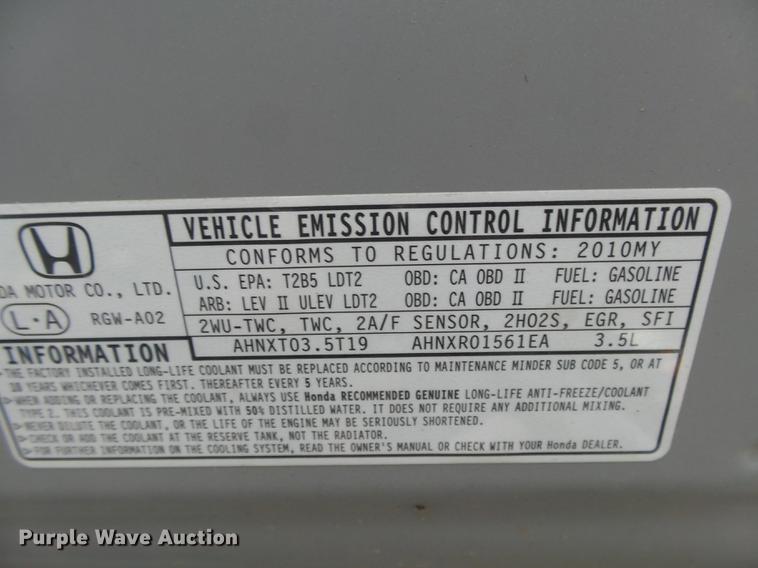 VEHICLE EMISSION CONTROL INFORMATION
CONFORMS TO REGULATIONS: 2010MY
U.S. EPA: T2B5 LDT2 OBD: CA OBD II FUEL: GASOLINE
ARB: LEV II ULEV LDT2 OBD: CA OBD II FUEL: GASOLINE
2WU-TWC, TWC, 2A/F SENSOR, 2HO2S, EGR, SFI
AHNXT03.5T19 AHNXR0156IEA 3.5L
DA MOTOR CO., LTD.
L·A RGW-A02
INFORMATION
>THE FACTORY INSTALLED LONG-LIFE COOLANT MUST BE REPLACED ACCORDING TO MAINTENANCE MINDER SUB CODE 5, OR AT
10 YEARS WHICHEVER COMES FIRST. THEREAFTER EVERY 5 YEARS.
>WHEN ADDING OR REPLACING THE COOLANT, ALWAYS USE Honda RECOMMENDED GENUINE LONG-LIFE ANTI-FREEZE/COOLANT
TYPE 2. THIS COOLANT IS PRE-MIXED WITH 50% DISTILLED WATER. IT DOES NOT REQUIRE ANY ADDITIONAL MIXING.
>NEVER DILUTE THE COOLANT, OR LIFE OF THE ENGINE MAY BE SERIOUSLY SHORTENED.
>CHECK OR ADD THE COOLANT AT THE RESERVE TANK, NOT THE RADIATOR.
>FOR FURTHER INFORMATION ON THE COOLING SYSTEM, READ THE OWNER'S MANUAL OR CHECK WITH YOUR Honda DEALER.
Purple Wave Auction